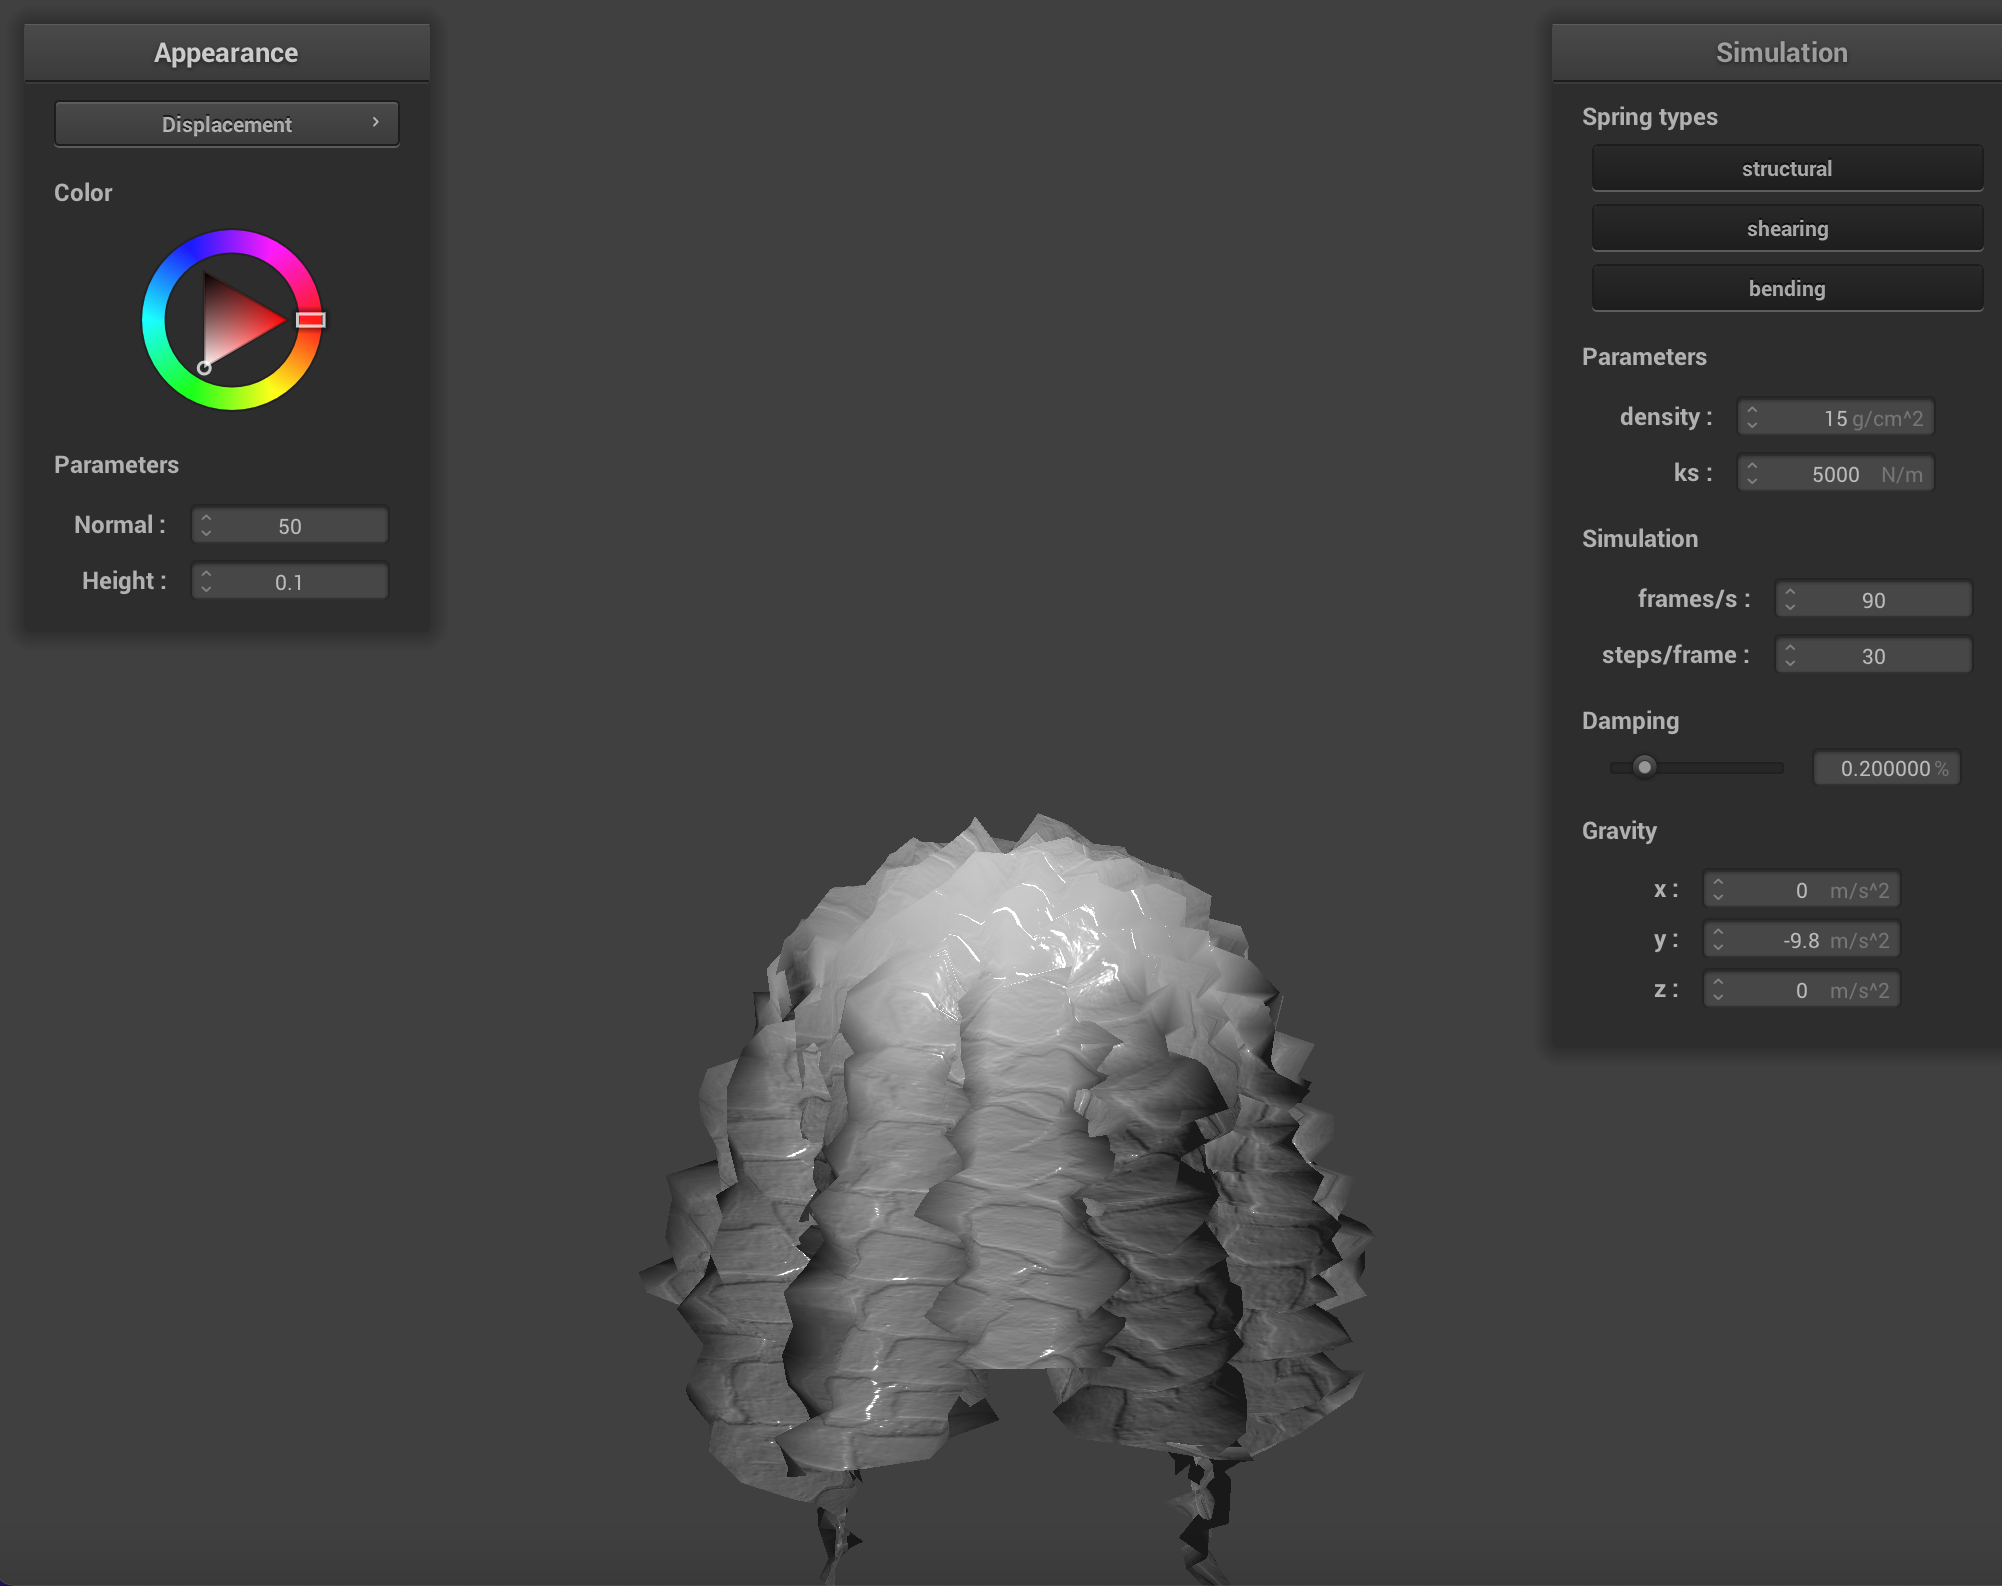 Appearance
Displacement
Color
Parameters
Normal : 50
Height : 0.1
Simulation
Spring types
structural
shearing
bending
Parameters
density : 15 g/cm^2
ks : 5000 N/m
Simulation
frames/s : 90
steps/frame : 30
Damping
0.200000 %
Gravity
x : 0 m/s^2
y : -9.8 m/s^2
z : 0 m/s^2